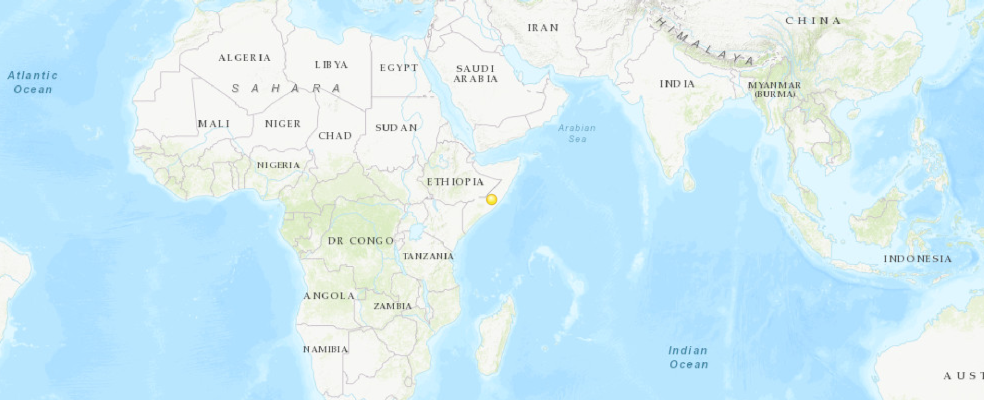 CHINA
IRAN
HIMALAYA
ALGERIA
LIBYA
EGYPT
SAUDI
ARABIA
Atlantic
Ocean
SAHARA
INDIA
MYANMAR
(BURMA)
MALI
NIGER
CHAD
SUDAN
Arabian
Sea
NIGERIA
ETHIOPIA
DR CONGO
TANZANIA
INDONESIA
ANGOLA
ZAMBIA
NAMIBIA
Indian
Ocean
AUST